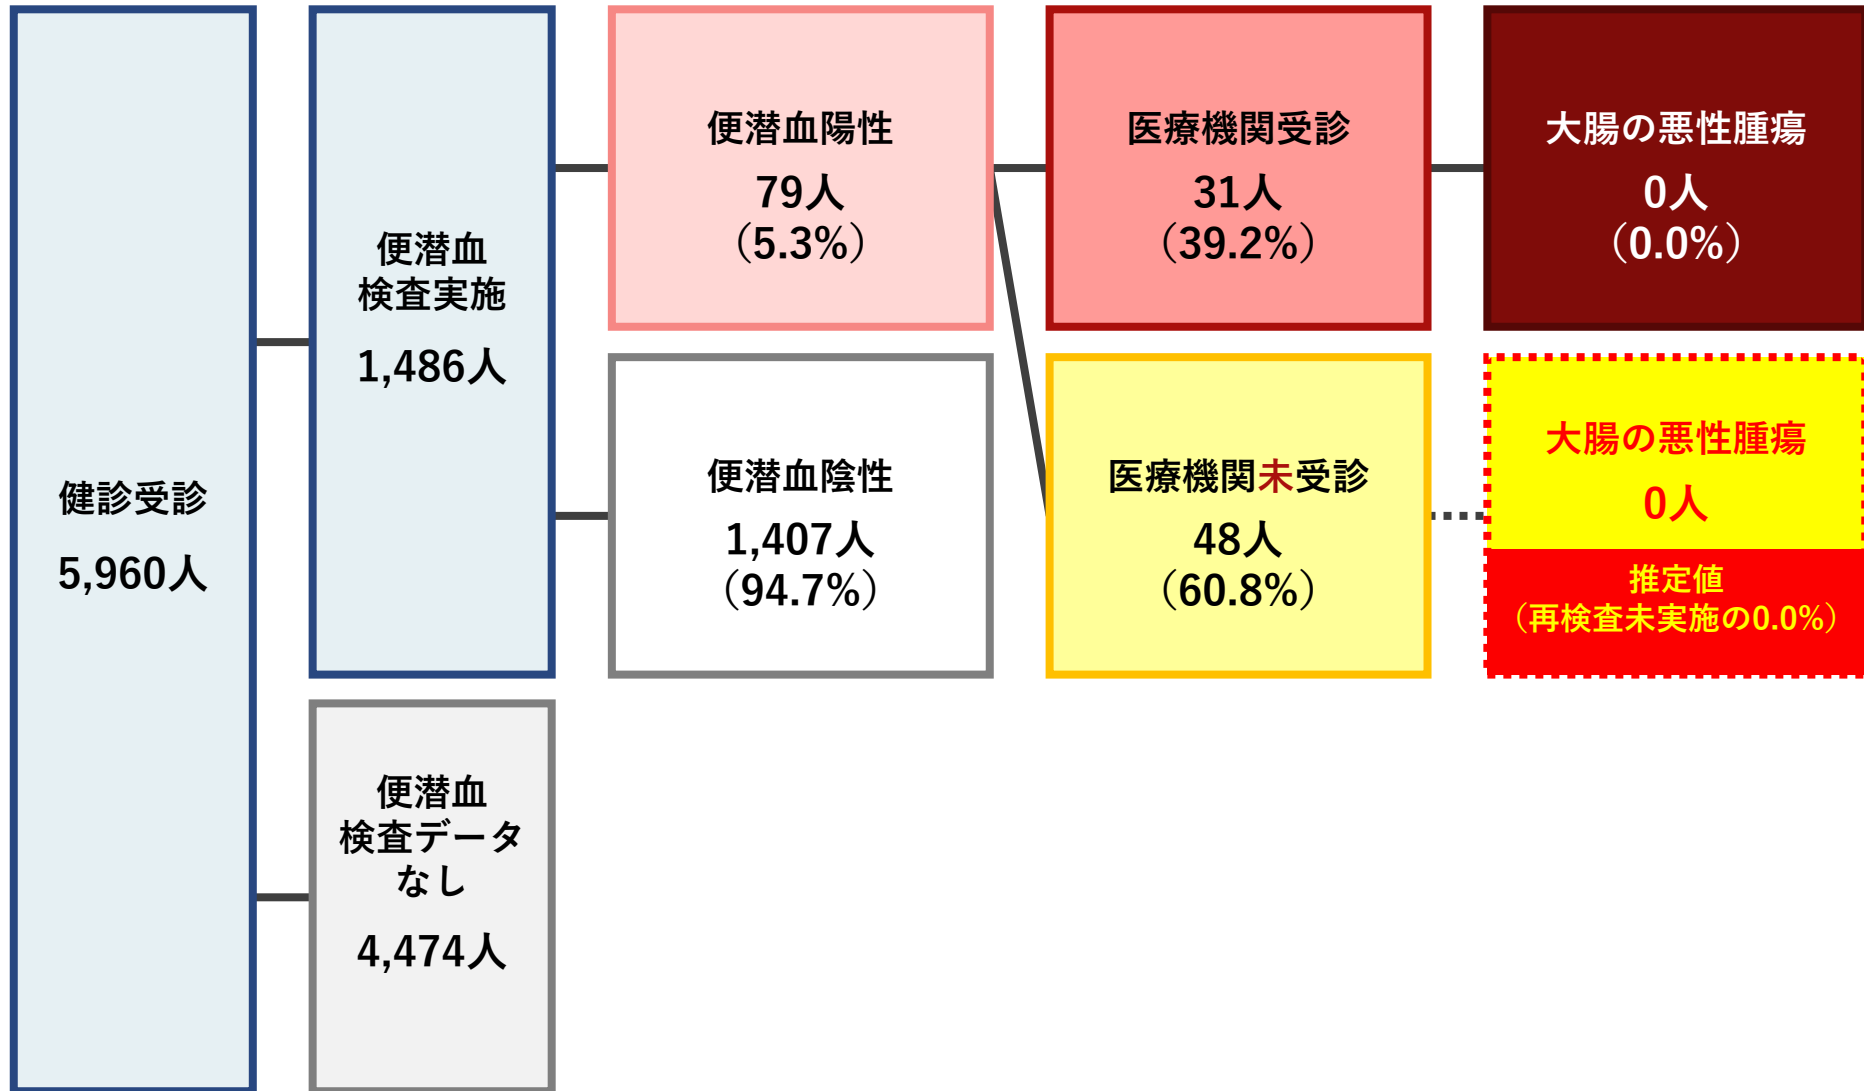 健診受診
5,960人
便潜血
検査実施
1,486人
便潜血
検査データ
なし
4,474人
便潜血陽性
79人
（5.3%）
便潜血陰性
1,407人
（94.7%）
医療機関受診
31人
（39.2%）
医療機関未受診
48人
（60.8%）
大腸の悪性腫瘍
0人
（0.0%）
大腸の悪性腫瘍
0人
推定値
（再検査未実施の0.0%）